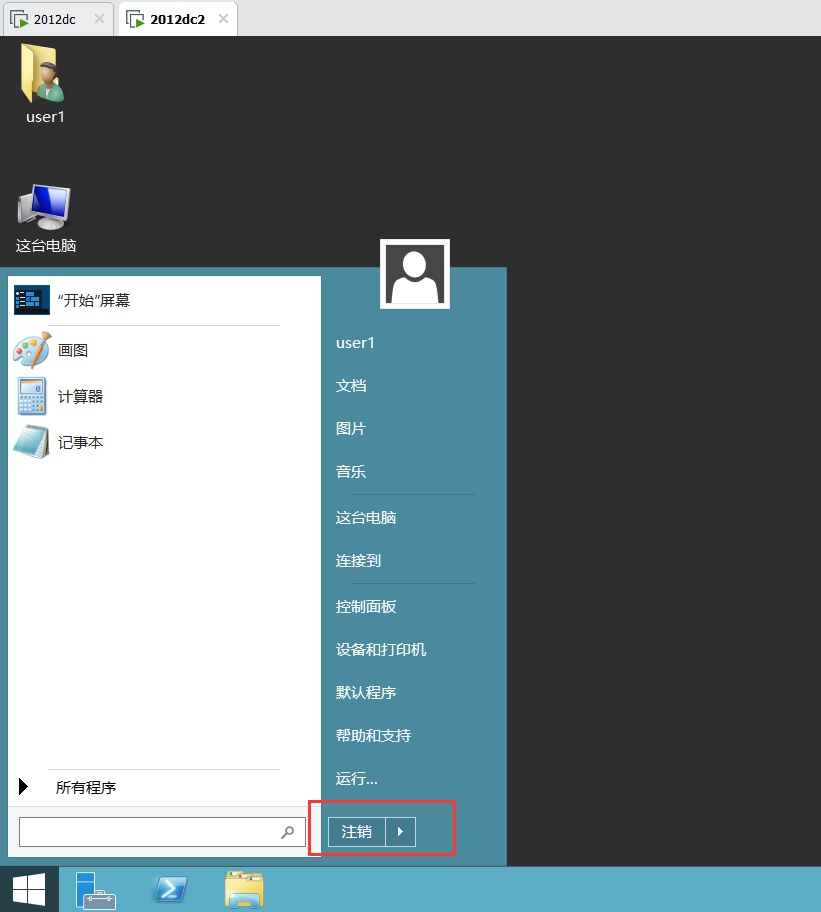 2012dc
2012dc2
user1
这台电脑
“开始”屏幕
画图
计算器
记事本
所有程序
user1
文档
图片
音乐
这台电脑
连接到
控制面板
设备和打印机
默认程序
帮助和支持
运行...
注销